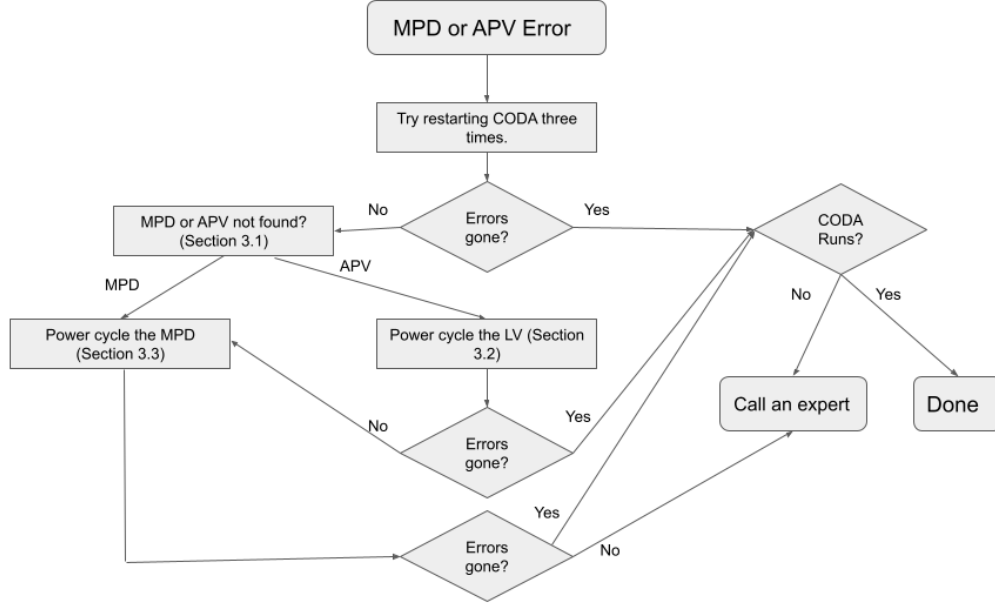 MPD or APV Error
Try restarting CODA three
times.
No
Errors
gone?
Yes
CODA
Runs?
MPD or APV not found?
(Section 3.1)
MPD
APV
No
Yes
Power cycle the MPD
(Section 3.3)
Power cycle the LV (Section
3.2)
Call an expert
Done
No
Errors
gone?
Yes
Yes
Errors
gone?
No